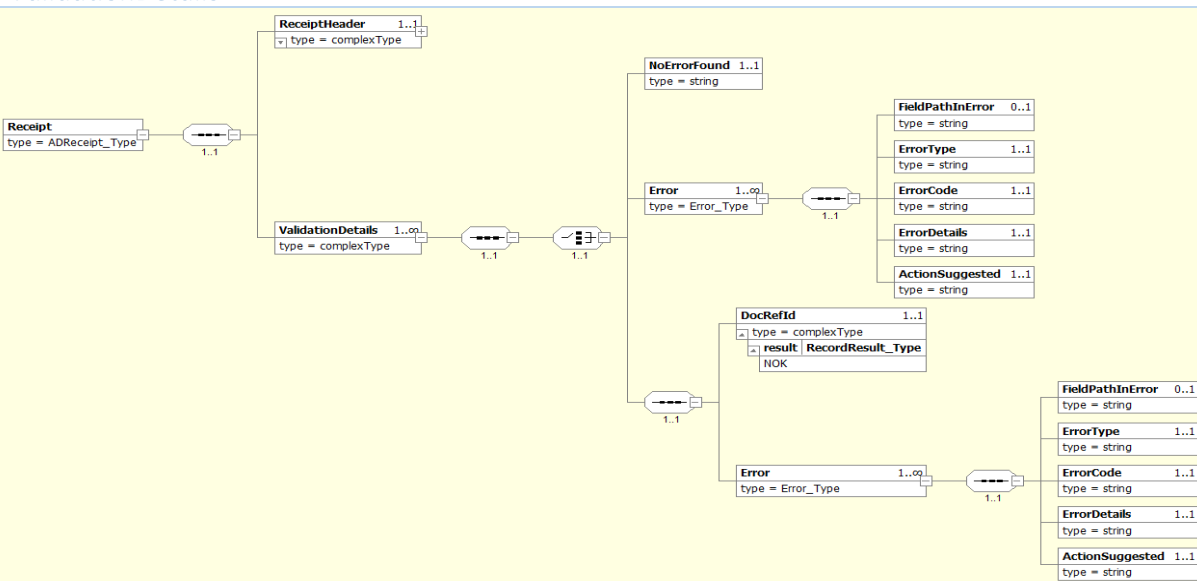 ReceiptHeader 1..1
type = complexType
NoErrorFound 1..1
type = string
Receipt
type = ADReceipt_Type
1..1
FieldPathInError 0..1
type = string
ErrorType 1..1
type = string
Error 1..∞
type = Error_Type
1..1
ErrorCode 1..1
type = string
ErrorDetails 1..1
type = string
ActionSuggested 1..1
type = string
ValidationDetails 1..∞
type = complexType
1..1
1..1
DocRefId 1..1
type = complexType
result RecordResult_Type
NOK
1..1
Error 1..∞
type = Error_Type
1..1
FieldPathInError 0..1
type = string
ErrorType 1..1
type = string
ErrorCode 1..1
type = string
ErrorDetails 1..1
type = string
ActionSuggested 1..1
type = string